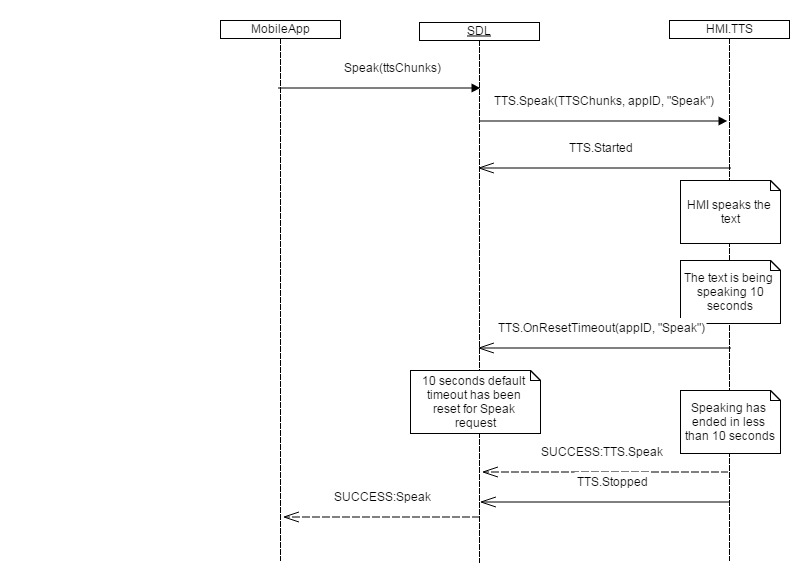 MobileApp
SDL
HMI.TTS
Speak(ttsChunks)
TTS.Speak(TTSChunks, appID, "Speak")
TTS.Started
HMI speaks the
text
The text is being
speaking 10
seconds
TTS.OnResetTimeout(appID, "Speak")
10 seconds default
timeout has been
reset for Speak
request
Speaking has
ended in less
than 10 seconds
SUCCESS:TTS.Speak
TTS.Stopped
SUCCESS:Speak